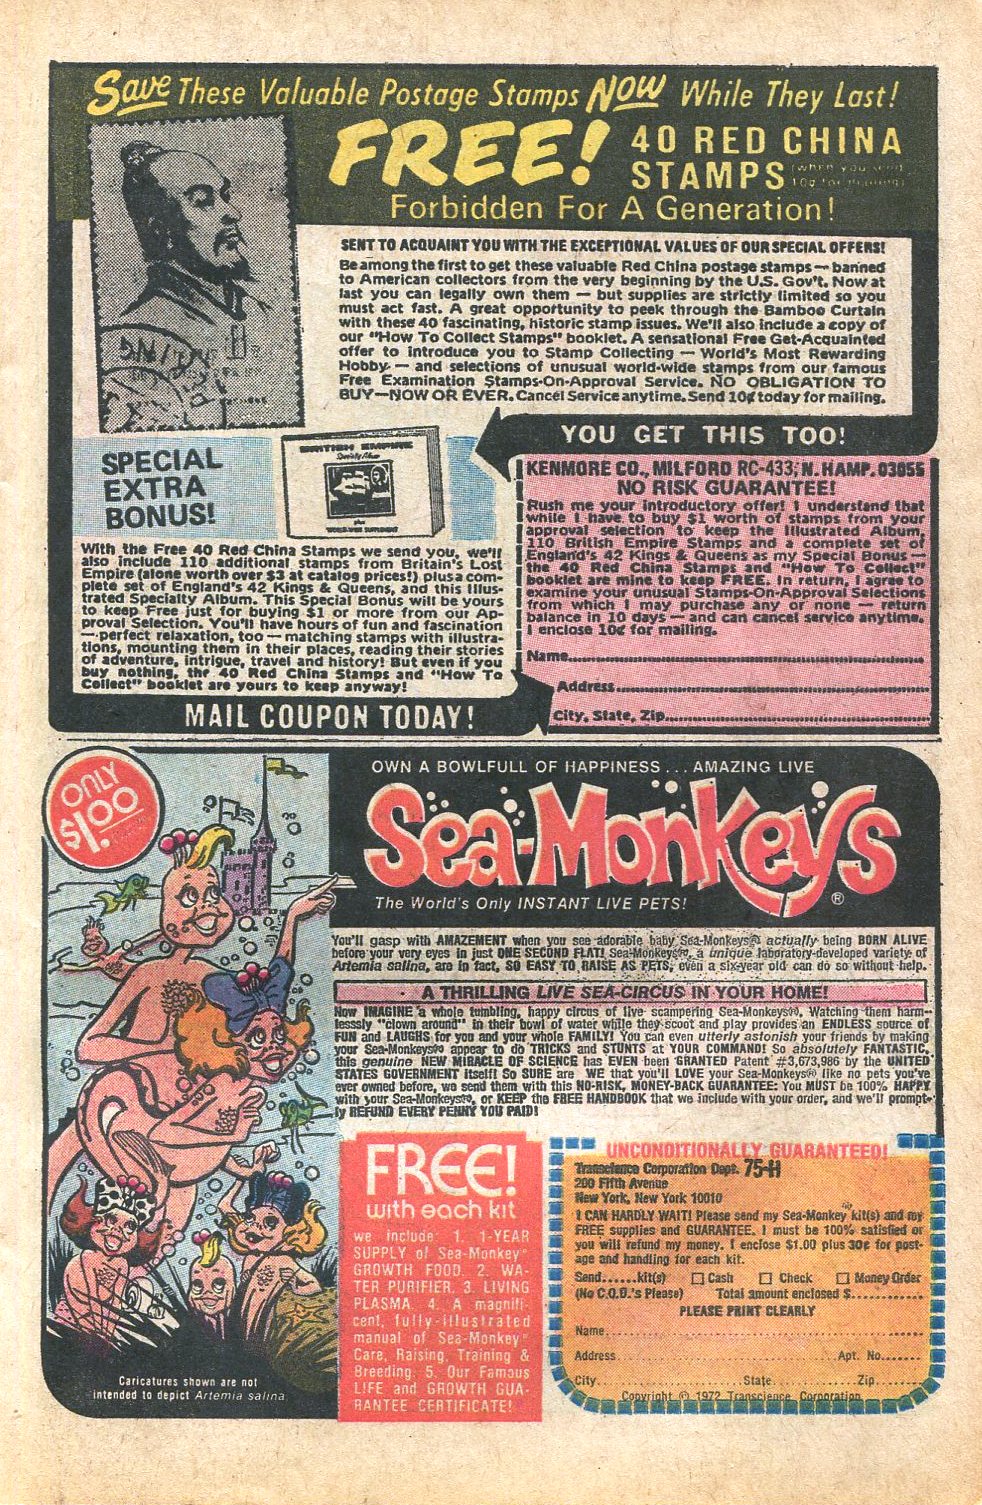 Save These Valuable Postage Stamps NOW While They Last!
FREE! 40 RED CHINA
STAMPS (when you send
10¢ for mailing)
Forbidden For A Generation!
SENT TO ACQUAINT YOU WITH THE EXCEPTIONAL VALUES OF OUR SPECIAL OFFERS!
Be among the first to get these valuable Red China postage stamps — banned
to American collectors from the very beginning by the U.S. Gov't. Now at
last you can legally own them — but supplies are strictly limited so you
must act fast. A great opportunity to peek through the Bamboo Curtain
with these 40 fascinating, historic stamp issues. We'll also include a copy of
our "How To Collect Stamps" booklet. A sensational Free Get-Acquainted
offer to introduce you to Stamp Collecting — World's Most Rewarding
Hobby — and selections of unusual world-wide stamps from our famous
Free Examination Stamps-On-Approval Service. NO OBLIGATION TO
BUY—NOW OR EVER. Cancel Service anytime. Send 10¢ today for mailing.
YOU GET THIS TOO!
SPECIAL
EXTRA
BONUS!
BRITISH EMPIRE
Specialty Album
plus
WORLD-WIDE SUPPLEMENT
With the Free 40 Red China Stamps we send you, we'll
also include 110 additional stamps from Britain's Lost
Empire (alone worth over $3 at catalog prices!) plus a com-
plete set of England's 42 Kings & Queens, and this Illus-
trated Specialty Album. This Special Bonus will be yours
to keep Free just for buying $1 or more from our Ap-
proval Selection. You'll have hours of fun and fascination
— perfect relaxation, too — matching stamps with illustra-
tions, mounting them in their places, reading their stories
of adventure, intrigue, travel and history! But even if you
buy nothing, the 40 Red China Stamps and "How To
Collect" booklet are yours to keep anyway!
MAIL COUPON TODAY!
KENMORE CO., MILFORD RC-433, N. HAMP. 03055
NO RISK GUARANTEE!
Rush me your introductory offer! I understand that
while I have to buy $1 worth of stamps from your
approval selection to keep the Illustrated Album,
110 British Empire Stamps and a complete set of
England's 42 Kings & Queens as my Special Bonus —
the 40 Red China Stamps and "How To Collect"
booklet are mine to keep FREE. In return, I agree to
examine your unusual Stamps-On-Approval Selections
from which I may purchase any or none — return
balance in 10 days — and can cancel service anytime.
I enclose 10¢ for mailing.
Name
Address
City, State, Zip
ONLY
$1.00
OWN A BOWLFULL OF HAPPINESS... AMAZING LIVE
Sea-Monkeys®
The World's Only INSTANT LIVE PETS!
You'll gasp with AMAZEMENT when you see adorable baby Sea-Monkeys® actually being BORN ALIVE
before your very eyes in just ONE SECOND FLAT! Sea-Monkeys®, a unique laboratory-developed variety of
Artemia salina, are in fact, SO EASY TO RAISE AS PETS, even a six-year old can do so without help.
A THRILLING LIVE SEA-CIRCUS IN YOUR HOME!
Now IMAGINE a whole tumbling, happy circus of live scampering Sea-Monkeys®. Watching them harm-
lessly "clown around" in their bowl of water while they scoot and play provides an ENDLESS source of
FUN and LAUGHS for you and your whole FAMILY! You can even utterly astonish your friends by making
your Sea-Monkeys® appear to do TRICKS and STUNTS at YOUR COMMAND! So absolutely FANTASTIC,
this genuine NEW MIRACLE OF SCIENCE has EVEN been GRANTED Patent #3,673,986 by the UNITED
STATES GOVERNMENT itself! So SURE are WE that you'll LOVE your Sea-Monkeys® like no pets you've
ever owned before, we send them with this NO-RISK, MONEY-BACK GUARANTEE: You MUST be 100% HAPPY
with your Sea-Monkeys®, or KEEP the FREE HANDBOOK that we include with your order, and we'll prompt-
ly REFUND EVERY PENNY YOU PAID!
Caricatures shown are not
intended to depict Artemia salina
FREE!
with each kit
we include 1. 1-YEAR
SUPPLY of Sea-Monkey®
GROWTH FOOD. 2. WA-
TER PURIFIER. 3. LIVING
PLASMA. 4. A magnifi-
cent, fully-illustrated
manual of Sea-Monkey®
Care, Raising, Training &
Breeding. 5. Our Famous
LIFE and GROWTH GUA-
RANTEE CERTIFICATE!
UNCONDITIONALLY GUARANTEED!
Transcience Corporation Dept. 75-H
200 Fifth Avenue
New York, New York 10010
I CAN HARDLY WAIT! Please send my Sea-Monkey kit(s) and my
FREE supplies and GUARANTEE. I must be 100% satisfied or
you will refund my money. I enclose $1.00 plus 30¢ for post-
age and handling for each kit.
Send......kit(s) ☐ Cash ☐ Check ☐ Money Order
(No C.O.D.'s Please) Total amount enclosed $
PLEASE PRINT CLEARLY
Name
Address Apt. No.
City State Zip
Copyright © 1972 Transcience Corporation